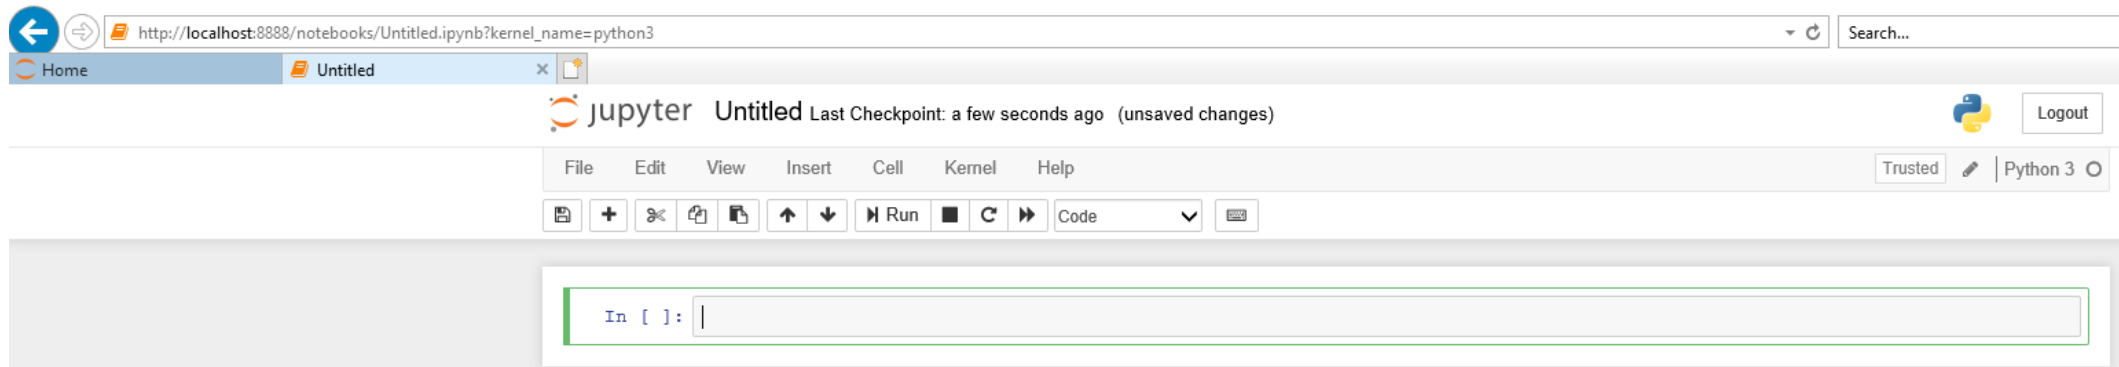 http://localhost:8888/notebooks/Untitled.ipynb?kernel_name=python3 Search...
Home Untitled
jupyter Untitled Last Checkpoint: a few seconds ago (unsaved changes) Logout
File Edit View Insert Cell Kernel Help Trusted Python 3
Run Code
In [ ]: